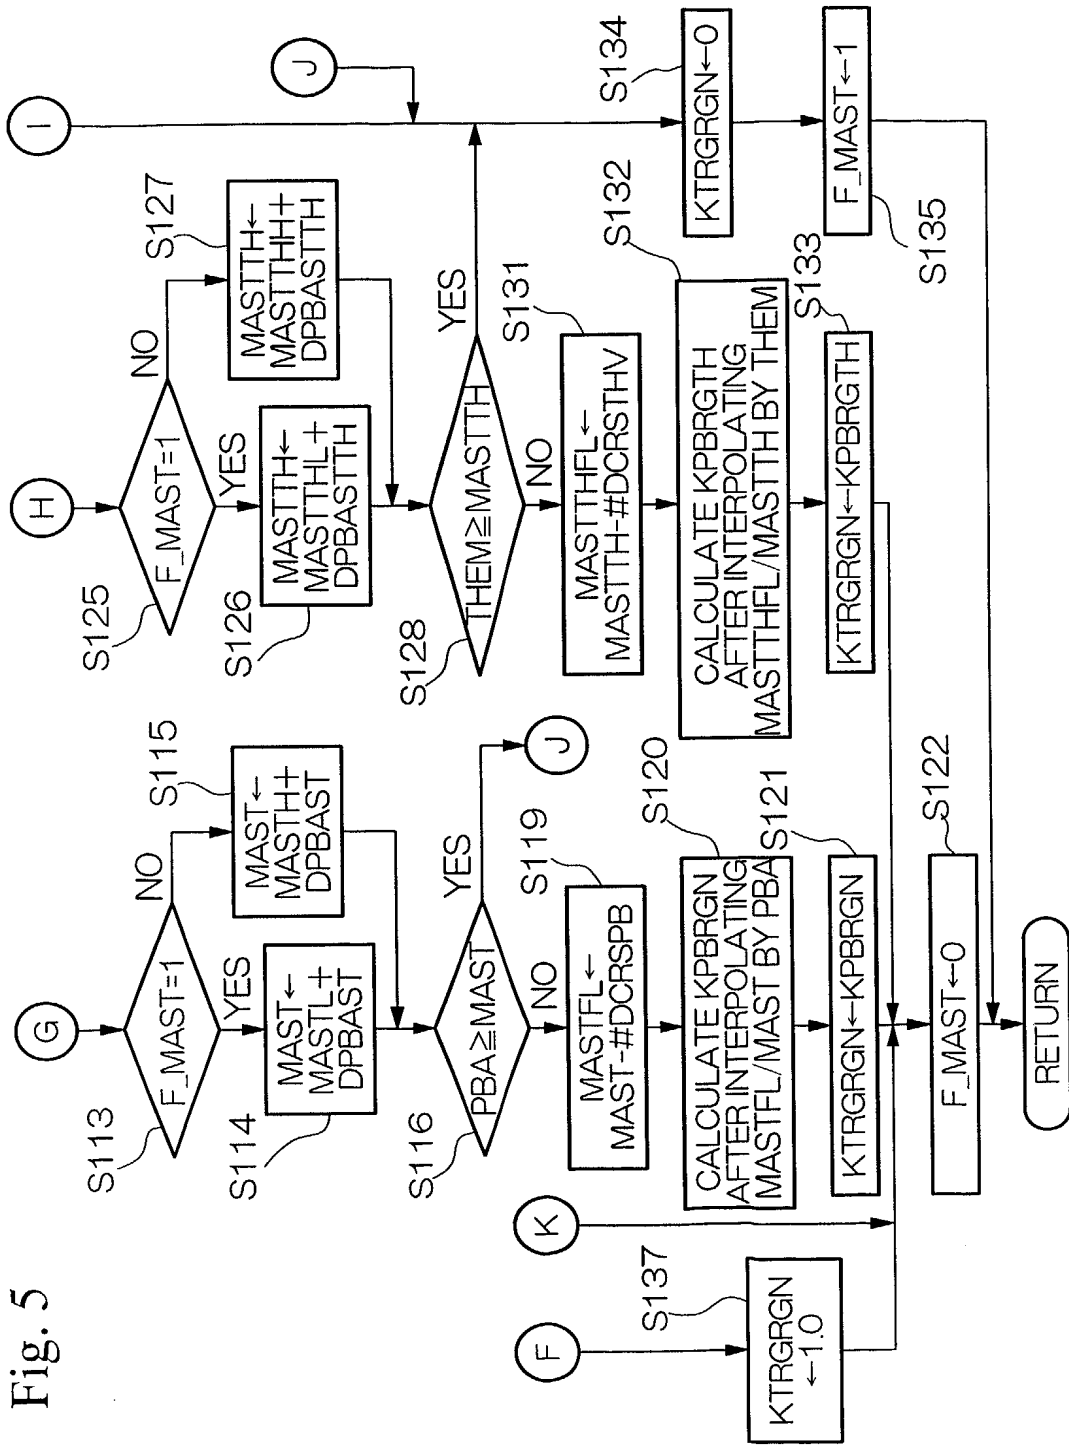 Fig. 5
G
S113
F_MAST=1
NO
YES
S114
MAST←
MASTL+
DPBAST
S115
MAST←
MASTH+
DPBAST
S116
PBA≧MAST
YES
NO
J
S119
MASTFL←
MAST-#DCRSPB
S120
CALCULATE KPBRGN
AFTER INTERPOLATING
MASTFL/MAST BY PBA
S121
KTRGRGN←KPBRGN
F
K
S137
KTRGRGN
←1.0
S122
F_MAST←0
RETURN
H
S125
F_MAST=1
NO
YES
S126
MASTTH←
MASTTHL+
DPBASTTH
S127
MASTTH←
MASTTHH+
DPBASTTH
S128
THEM≧MASTTH
YES
NO
S131
MASTTHFL←
MASTTH-#DCRSTHV
S132
CALCULATE KPBRGTH
AFTER INTERPOLATING
MASTTHFL/MASTTH BY THEM
S133
KTRGRGN←KPBRGTH
I
J
S134
KTRGRGN←0
F_MAST←1
S135